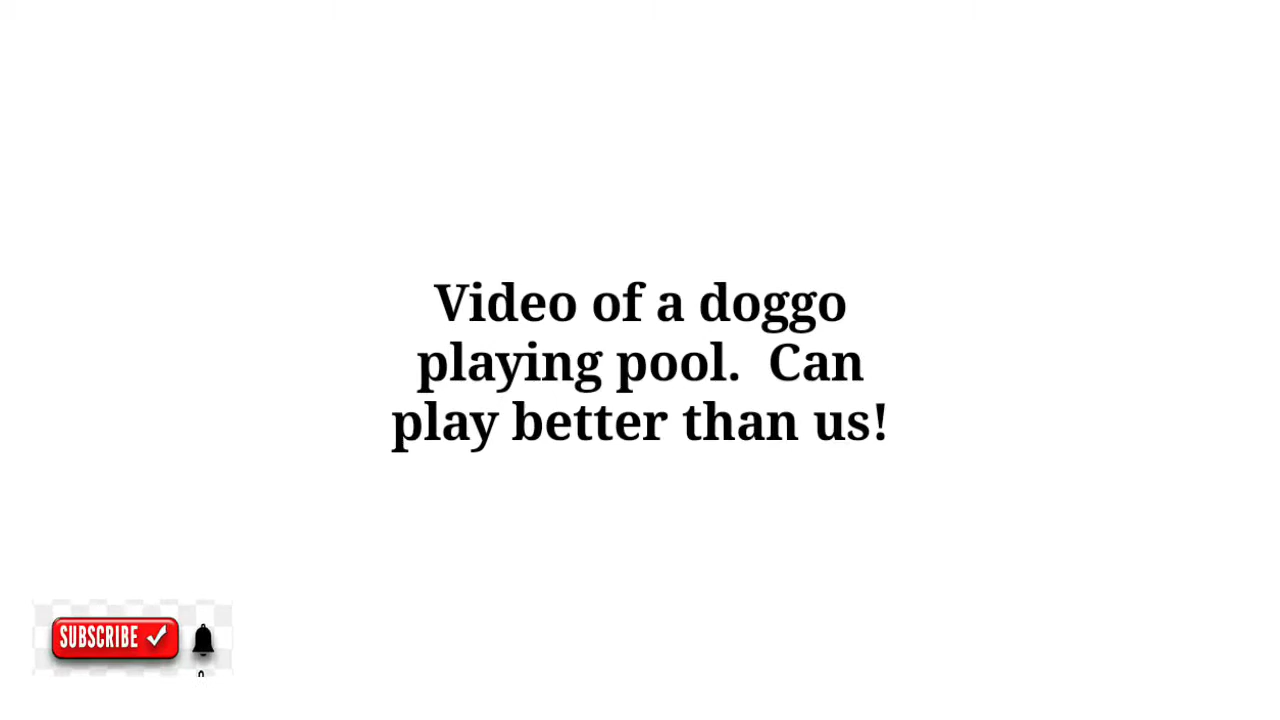 Video of a doggo
playing pool.  Can
play better than us!
SUBSCRIBE